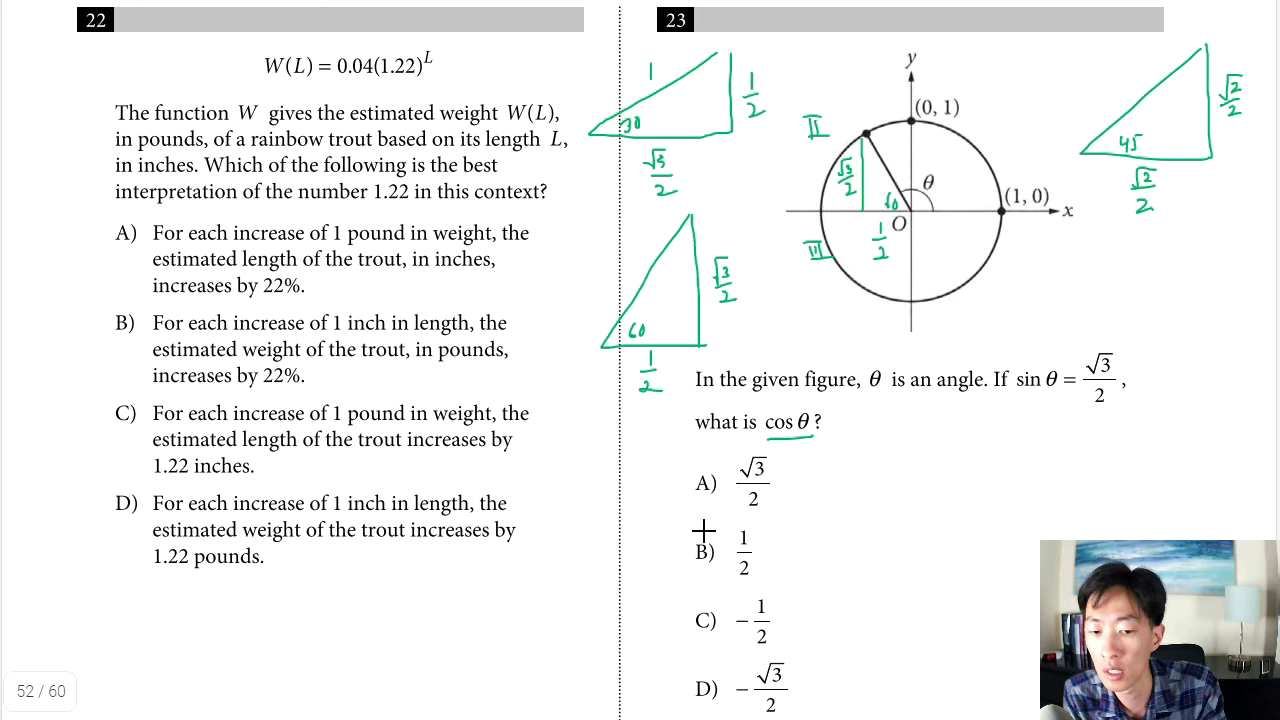 22
W(L) = 0.04(1.22)^L
The function W gives the estimated weight W(L),
in pounds, of a rainbow trout based on its length L,
in inches. Which of the following is the best
interpretation of the number 1.22 in this context?
A) For each increase of 1 pound in weight, the
estimated length of the trout, in inches,
increases by 22%.
B) For each increase of 1 inch in length, the
estimated weight of the trout, in pounds,
increases by 22%.
C) For each increase of 1 pound in weight, the
estimated length of the trout increases by
1.22 inches.
D) For each increase of 1 inch in length, the
estimated weight of the trout increases by
1.22 pounds.
52 / 60
23
1
1/2
30
√3/2
60
√3/2
1/2
y
(0, 1)
II
√3/2
60
θ
(1, 0)
x
O
III
1/2
45
√2/2
√2/2
In the given figure, θ is an angle. If sin θ = √3/2,
what is cos θ?
A) √3/2
B) 1/2
C) −1/2
D) −√3/2